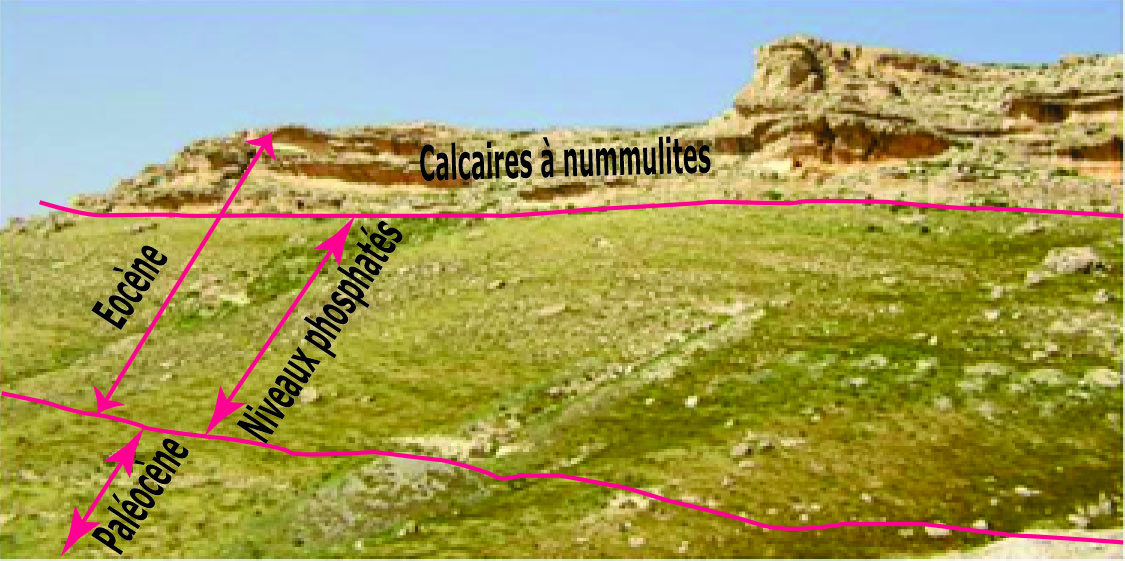 Calcaires à nummulites
Eocène
Niveaux phosphatés
Paléocène